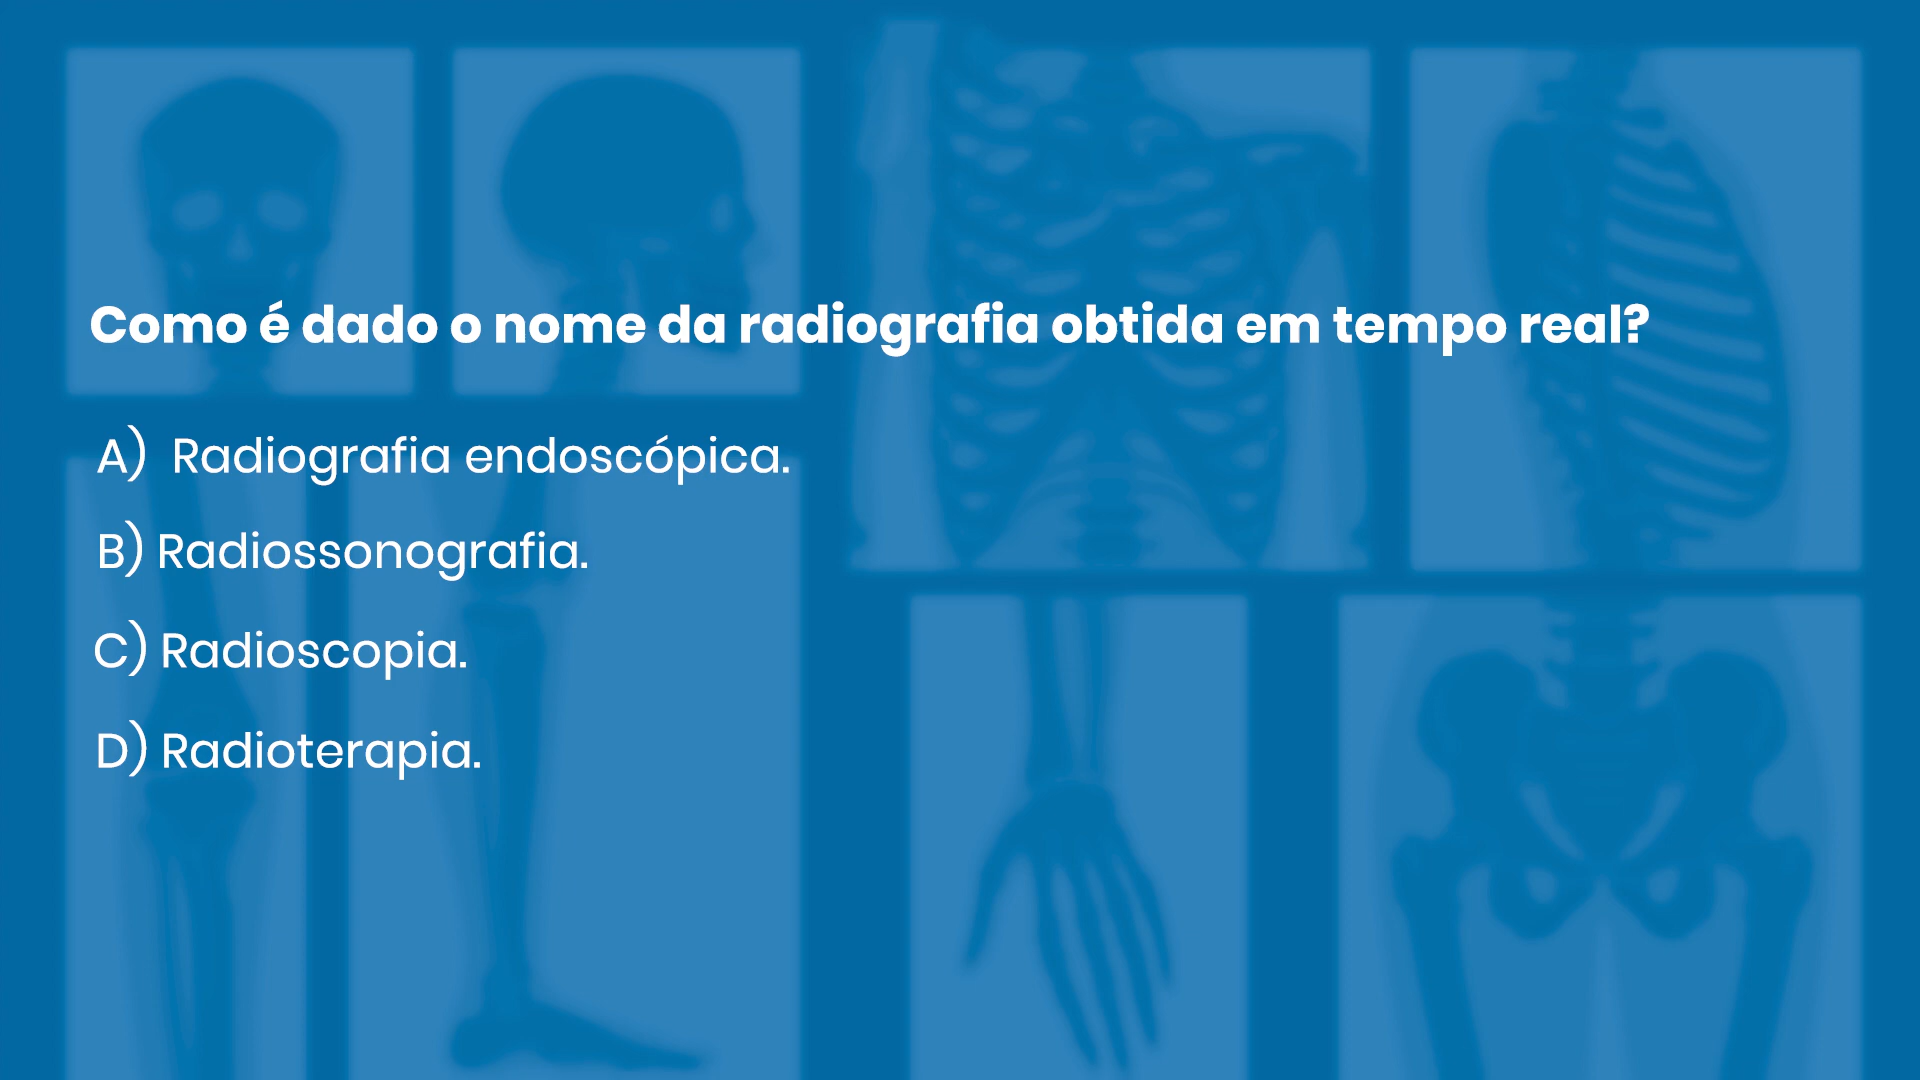 Como é dado o nome da radiografia obtida em tempo real?
A) Radiografia endoscópica.
B) Radiossonografia.
C) Radioscopia.
D) Radioterapia.